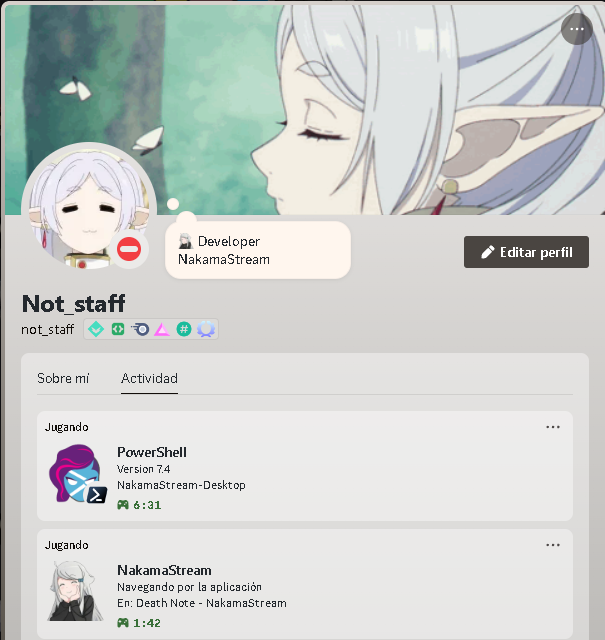 Developer
NakamaStream
Editar perfil
Not_staff
not_staff
Sobre mí
Actividad
Jugando
PowerShell
Version 7.4
NakamaStream-Desktop
6:31
Jugando
NakamaStream
Navegando por la aplicación
En: Death Note - NakamaStream
1:42